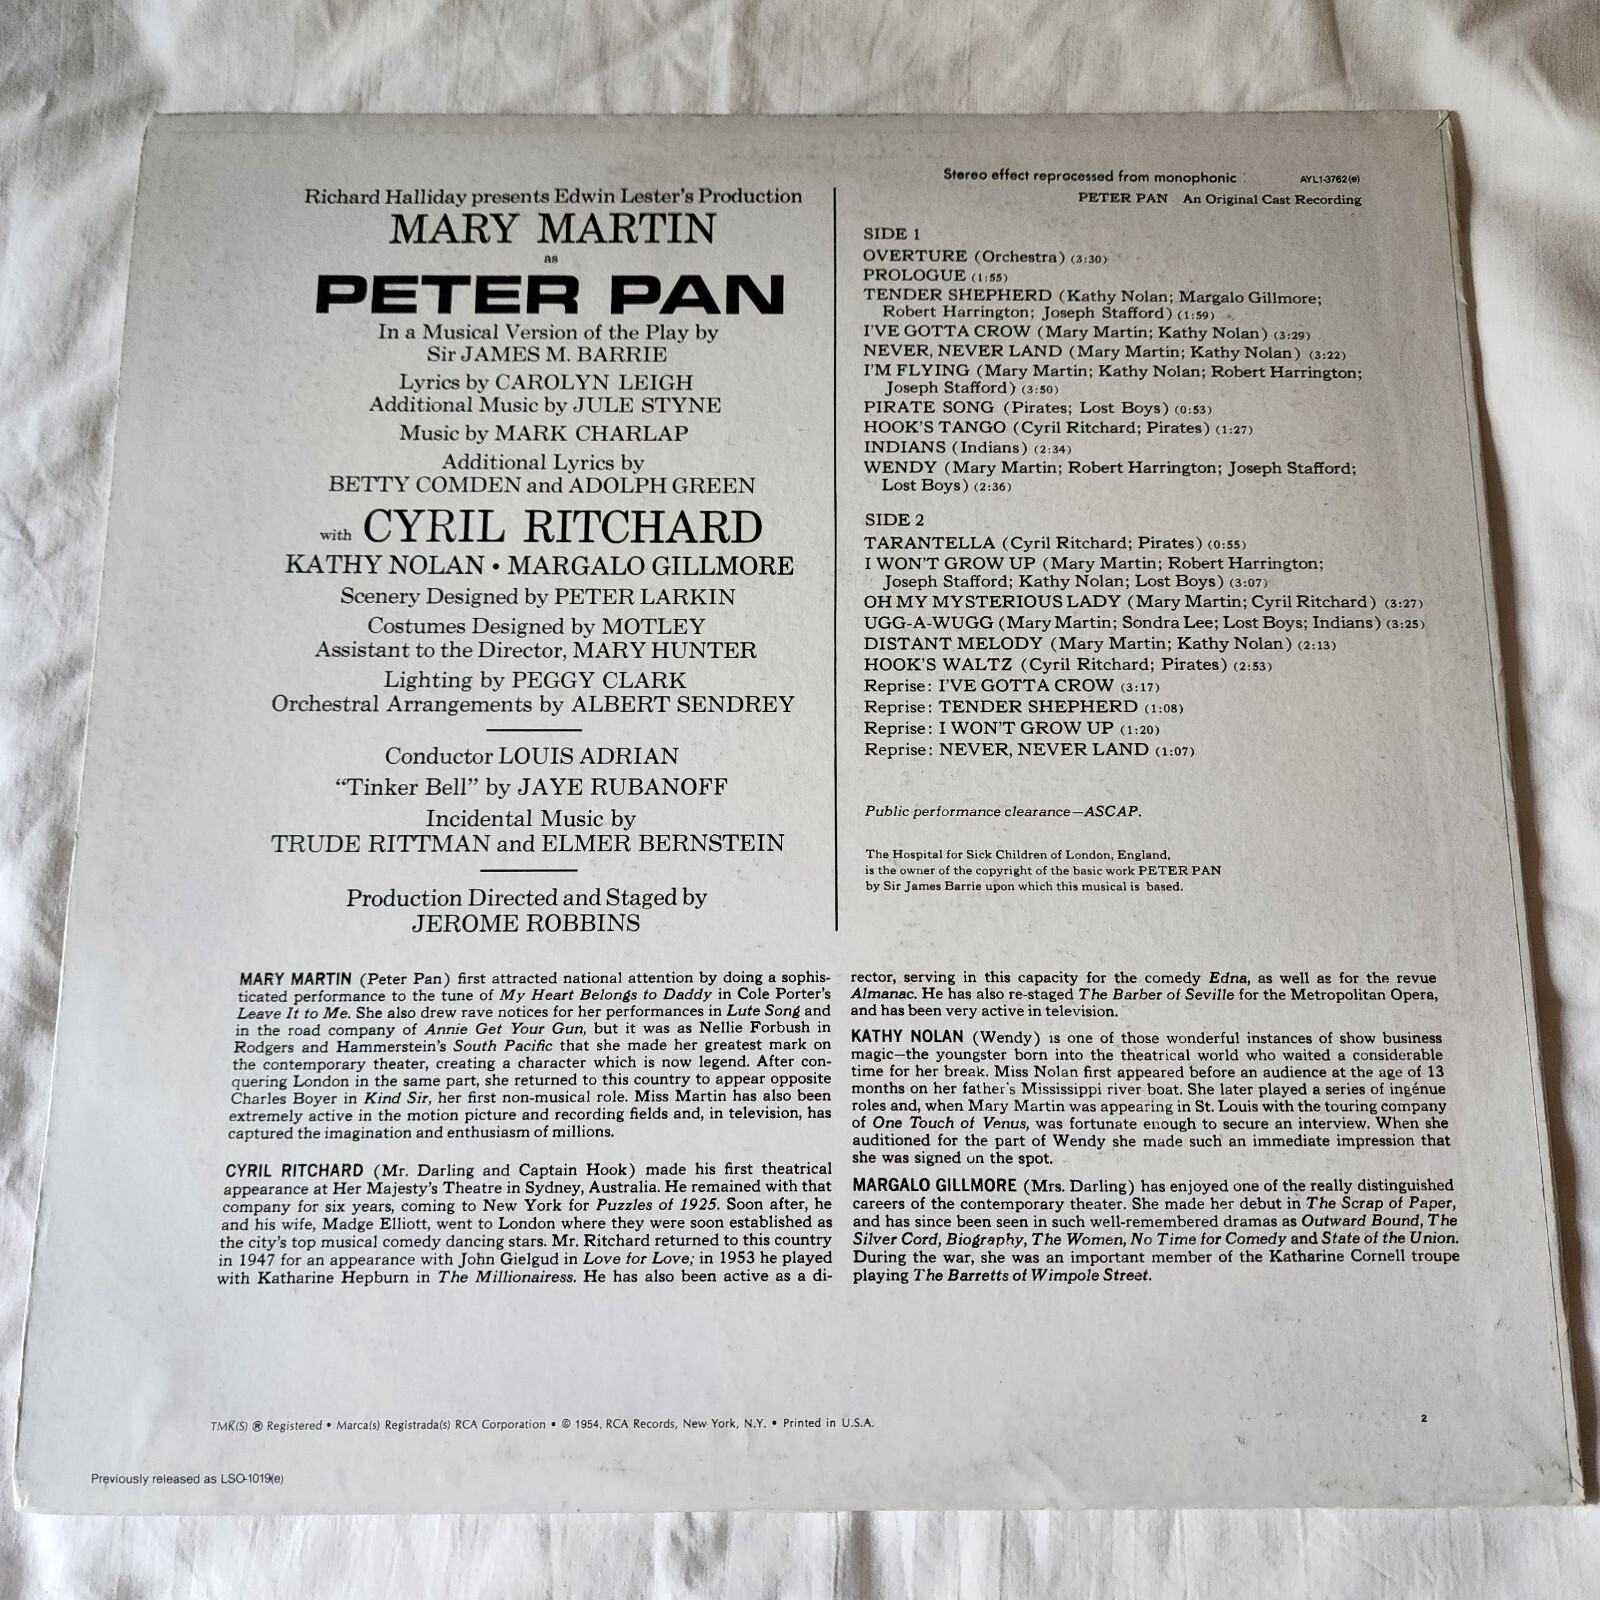 Richard Halliday presents Edwin Lester's Production
MARY MARTIN
as
PETER PAN
In a Musical Version of the Play by
Sir JAMES M. BARRIE
Lyrics by CAROLYN LEIGH
Additional Music by JULE STYNE
Music by MARK CHARLAP
Additional Lyrics by
BETTY COMDEN and ADOLPH GREEN
with CYRIL RITCHARD
KATHY NOLAN • MARGALO GILLMORE
Scenery Designed by PETER LARKIN
Costumes Designed by MOTLEY
Assistant to the Director, MARY HUNTER
Lighting by PEGGY CLARK
Orchestral Arrangements by ALBERT SENDREY
Conductor LOUIS ADRIAN
"Tinker Bell" by JAYE RUBANOFF
Incidental Music by
TRUDE RITTMAN and ELMER BERNSTEIN
Production Directed and Staged by
JEROME ROBBINS
Stereo effect reprocessed from monophonic
AYL1-3762(e)
PETER PAN An Original Cast Recording
SIDE 1
OVERTURE (Orchestra) (3:30)
PROLOGUE (1:55)
TENDER SHEPHERD (Kathy Nolan; Margalo Gillmore;
Robert Harrington; Joseph Stafford) (1:59)
I'VE GOTTA CROW (Mary Martin; Kathy Nolan) (3:29)
NEVER, NEVER LAND (Mary Martin; Kathy Nolan) (3:22)
I'M FLYING (Mary Martin; Kathy Nolan; Robert Harrington;
Joseph Stafford) (3:50)
PIRATE SONG (Pirates; Lost Boys) (0:53)
HOOK'S TANGO (Cyril Ritchard; Pirates) (1:27)
INDIANS (Indians) (2:34)
WENDY (Mary Martin; Robert Harrington; Joseph Stafford;
Lost Boys) (2:36)
SIDE 2
TARANTELLA (Cyril Ritchard; Pirates) (0:55)
I WON'T GROW UP (Mary Martin; Robert Harrington;
Joseph Stafford; Kathy Nolan; Lost Boys) (3:07)
OH MY MYSTERIOUS LADY (Mary Martin; Cyril Ritchard) (3:27)
UGG-A-WUGG (Mary Martin; Sondra Lee; Lost Boys; Indians) (3:25)
DISTANT MELODY (Mary Martin; Kathy Nolan) (2:13)
HOOK'S WALTZ (Cyril Ritchard; Pirates) (2:53)
Reprise: I'VE GOTTA CROW (3:17)
Reprise: TENDER SHEPHERD (1:08)
Reprise: I WON'T GROW UP (1:20)
Reprise: NEVER, NEVER LAND (1:07)
Public performance clearance—ASCAP.
The Hospital for Sick Children of London, England,
is the owner of the copyright of the basic work PETER PAN
by Sir James Barrie upon which this musical is based.
MARY MARTIN (Peter Pan) first attracted national attention by doing a sophis-
ticated performance to the tune of My Heart Belongs to Daddy in Cole Porter's
Leave It to Me. She also drew rave notices for her performances in Lute Song and
in the road company of Annie Get Your Gun, but it was as Nellie Forbush in
Rodgers and Hammerstein's South Pacific that she made her greatest mark on
the contemporary theater, creating a character which is now legend. After con-
quering London in the same part, she returned to this country to appear opposite
Charles Boyer in Kind Sir, her first non-musical role. Miss Martin has also been
extremely active in the motion picture and recording fields and, in television, has
captured the imagination and enthusiasm of millions.
CYRIL RITCHARD (Mr. Darling and Captain Hook) made his first theatrical
appearance at Her Majesty's Theatre in Sydney, Australia. He remained with that
company for six years, coming to New York for Puzzles of 1925. Soon after, he
and his wife, Madge Elliott, went to London where they were soon established as
the city's top musical comedy dancing stars. Mr. Ritchard returned to this country
in 1947 for an appearance with John Gielgud in Love for Love; in 1953 he played
with Katharine Hepburn in The Millionairess. He has also been active as a di-
rector, serving in this capacity for the comedy Edna, as well as for the revue
Almanac. He has also re-staged The Barber of Seville for the Metropolitan Opera,
and has been very active in television.
KATHY NOLAN (Wendy) is one of those wonderful instances of show business
magic—the youngster born into the theatrical world who waited a considerable
time for her break. Miss Nolan first appeared before an audience at the age of 13
months on her father's Mississippi river boat. She later played a series of ingénue
roles and, when Mary Martin was appearing in St. Louis with the touring company
of One Touch of Venus, was fortunate enough to secure an interview. When she
auditioned for the part of Wendy she made such an immediate impression that
she was signed on the spot.
MARGALO GILLMORE (Mrs. Darling) has enjoyed one of the really distinguished
careers of the contemporary theater. She made her debut in The Scrap of Paper,
and has since been seen in such well-remembered dramas as Outward Bound, The
Silver Cord, Biography, The Women, No Time for Comedy and State of the Union.
During the war, she was an important member of the Katharine Cornell troupe
playing The Barretts of Wimpole Street.
TMK(S) ® Registered • Marca(s) Registrada(s) RCA Corporation • © 1954, RCA Records, New York, N.Y. • Printed in U.S.A.
2
Previously released as LSO-1019(e)